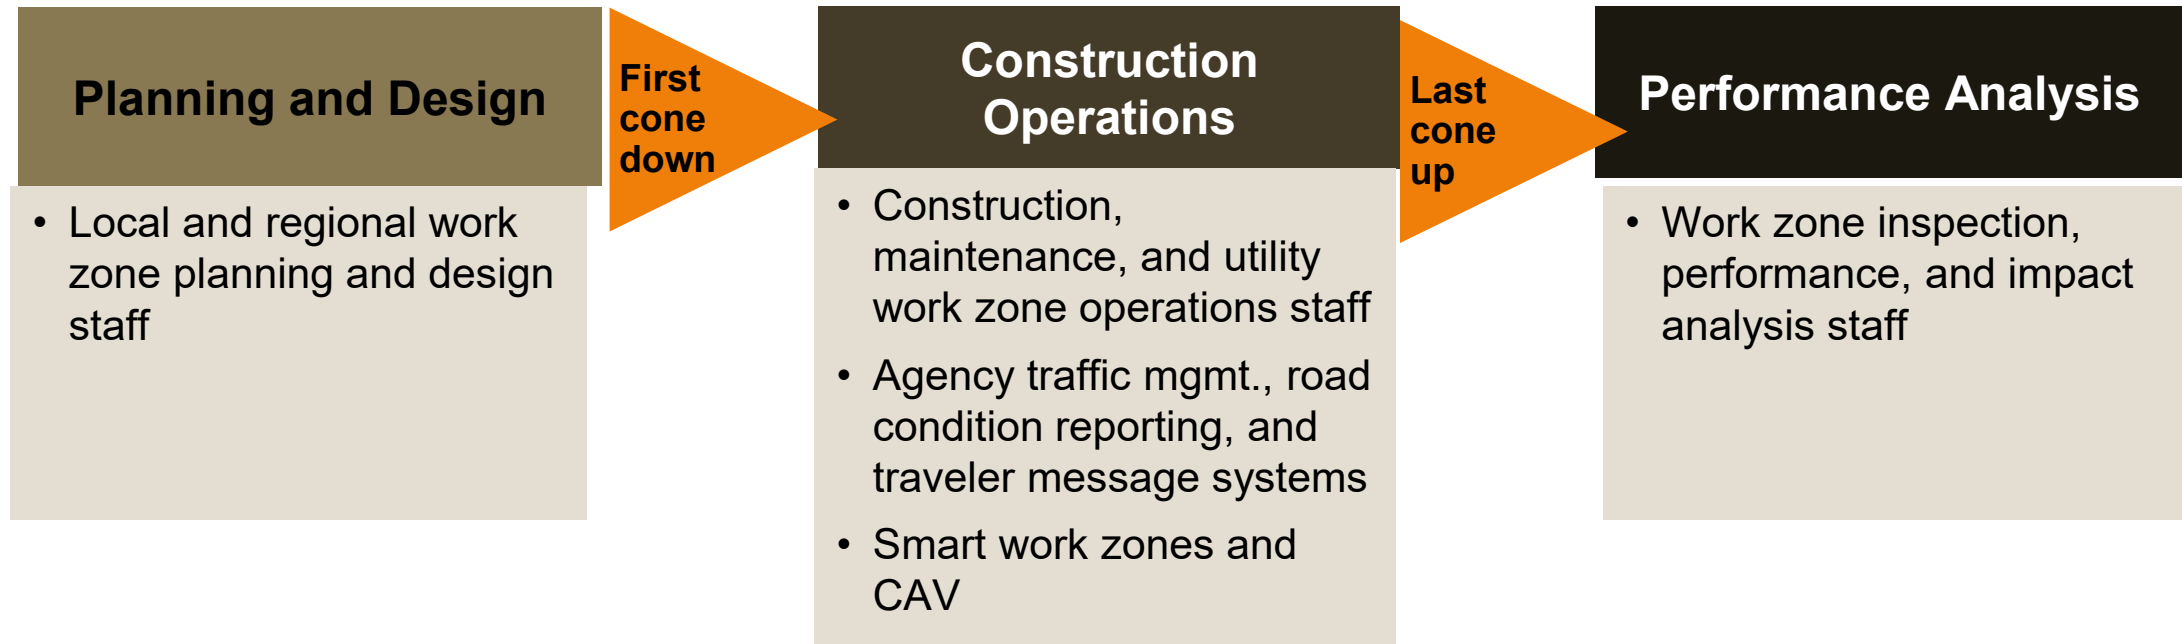 Planning and Design
• Local and regional work
zone planning and design
staff
First
cone
down
Construction
Operations
• Construction,
maintenance, and utility
work zone operations staff
• Agency traffic mgmt., road
condition reporting, and
traveler message systems
• Smart work zones and
CAV
Last
cone
up
Performance Analysis
• Work zone inspection,
performance, and impact
analysis staff